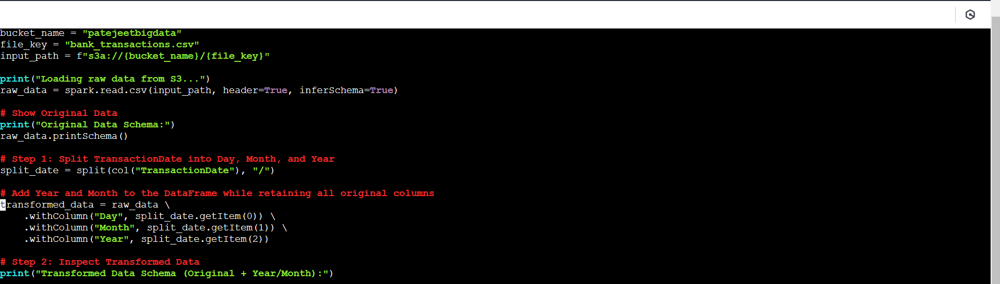 bucket_name = "patejeetbigdata"
file_key = "bank_transactions.csv"
input_path = f"s3a://{bucket_name}/{file_key}"
print("Loading raw data from S3...")
raw_data = spark.read.csv(input_path, header=True, inferSchema=True)
# Show Original Data
print("Original Data Schema:")
raw_data.printSchema()
# Step 1: Split TransactionDate into Day, Month, and Year
split_date = split(col("TransactionDate"), "/")
# Add Year and Month to the DataFrame while retaining all original columns
transformed_data = raw_data \
    .withColumn("Day", split_date.getItem(0)) \
    .withColumn("Month", split_date.getItem(1)) \
    .withColumn("Year", split_date.getItem(2))
# Step 2: Inspect Transformed Data
print("Transformed Data Schema (Original + Year/Month):")